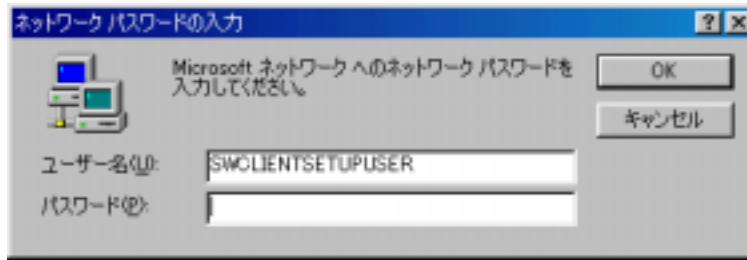 ネットワーク パスワードの入力
Microsoft ネットワーク へのネットワーク パスワードを
入力してください。
OK
キャンセル
ユーザー名(U):
SWCLIENTSETUPUSER
パスワード(P):